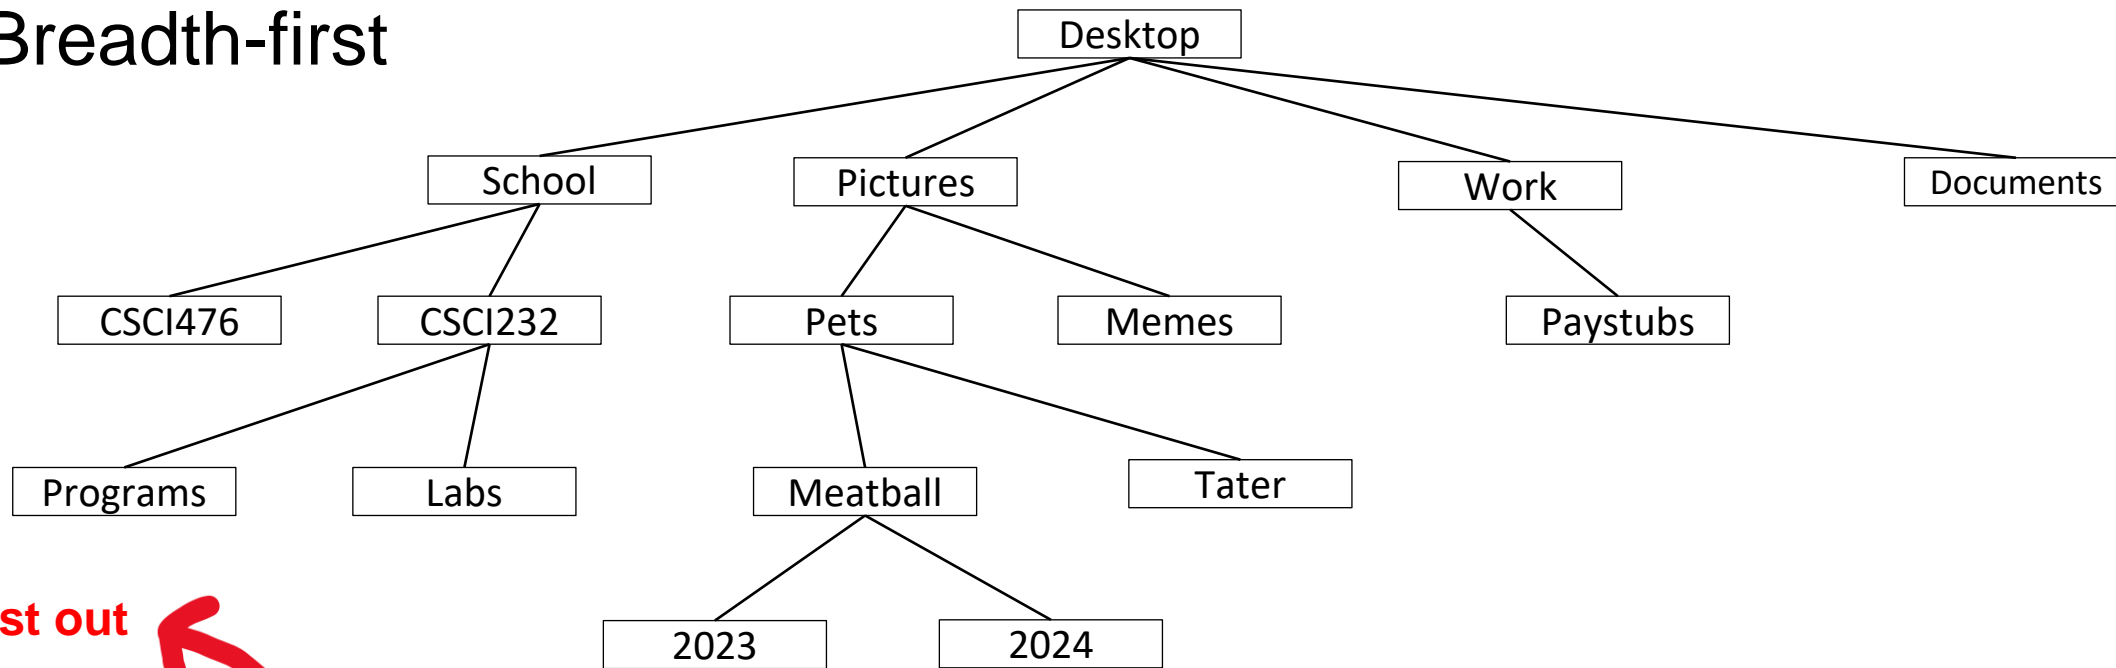 Breadth-first
Desktop
School
Pictures
Work
Documents
CSCI476
CSCI232
Pets
Memes
Paystubs
Programs
Labs
Meatball
Tater
st out
2023
2024